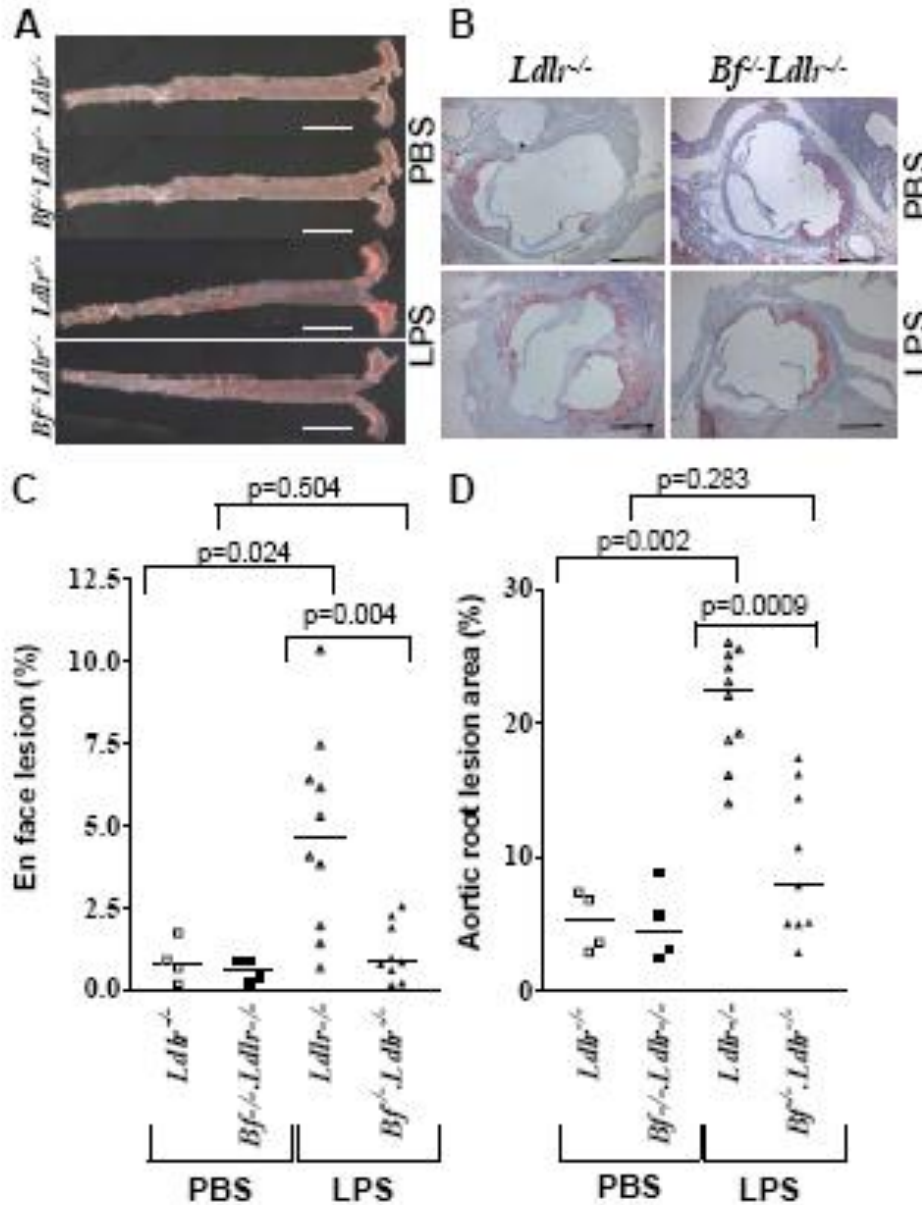 A
Ldlr-/-
Bf-/-Ldlr-/-
PBS
Ldlr-/-
Bf-/-Ldlr-/-
LPS
B
Ldlr-/-
Bf-/-Ldlr-/-
PBS
LPS
C
p=0.504
p=0.024
p=0.004
En face lesion (%)
12.5
10.0
7.5
5.0
2.5
0.0
Ldlr-/-
Bf-/-.Ldlr-/-
Ldlr-/-
Bf-/-.Ldlr-/-
PBS
LPS
D
p=0.283
p=0.002
p=0.0009
Aortic root lesion area (%)
30
20
10
0
Ldlr-/-
Bf-/-.Ldlr-/-
Ldlr-/-
Bf-/-.Ldlr-/-
PBS
LPS